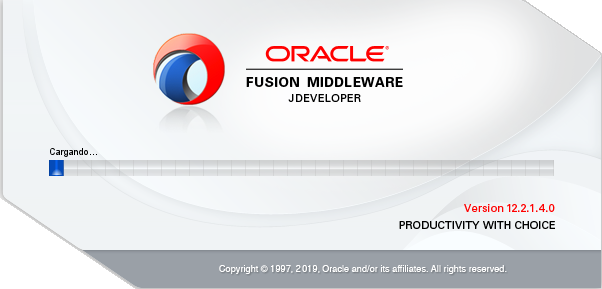 ORACLE®
FUSION MIDDLEWARE
JDEVELOPER
Cargando...
Version 12.2.1.4.0
PRODUCTIVITY WITH CHOICE
Copyright © 1997, 2019, Oracle and/or its affiliates. All rights reserved.